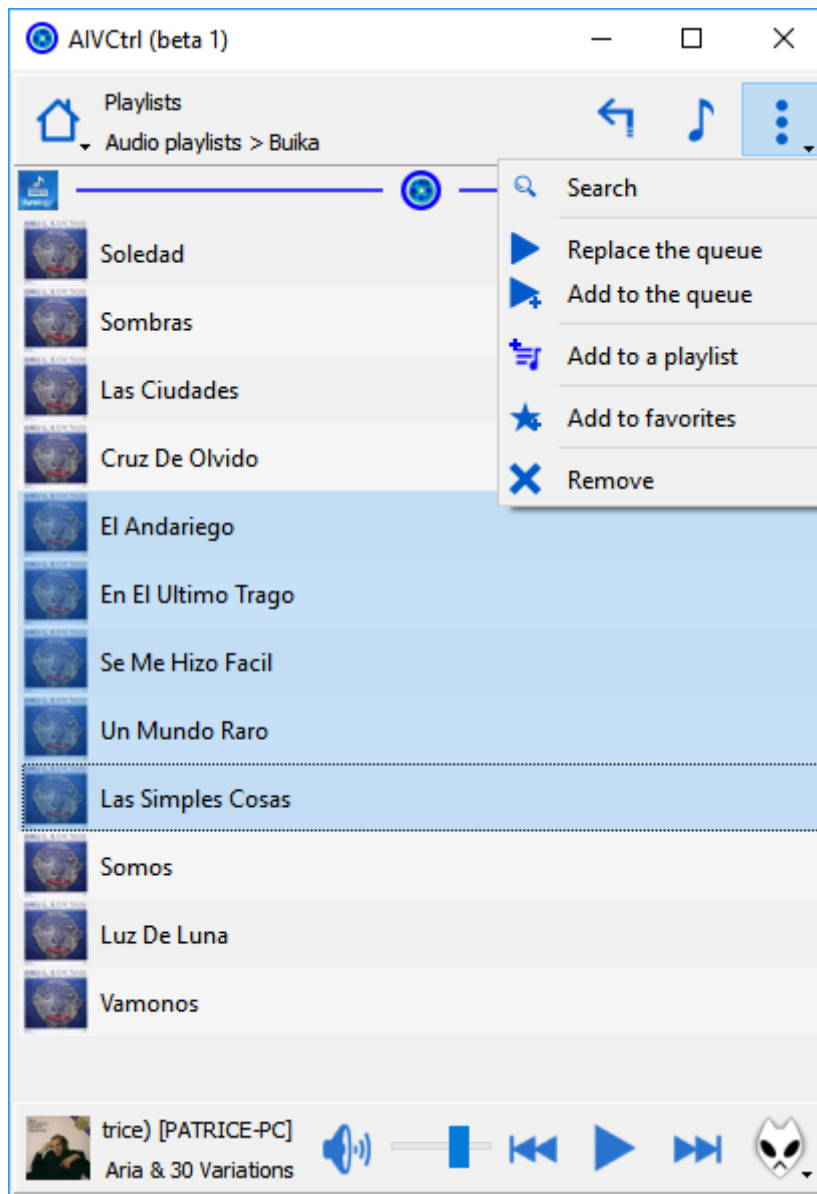 AIVCtrl (beta 1)
Playlists
Audio playlists > Buika
Search
Replace the queue
Add to the queue
Add to a playlist
Add to favorites
Remove
Soledad
Sombras
Las Ciudades
Cruz De Olvido
El Andariego
En El Ultimo Trago
Se Me Hizo Facil
Un Mundo Raro
Las Simples Cosas
Somos
Luz De Luna
Vamonos
trice) [PATRICE-PC]
Aria & 30 Variations